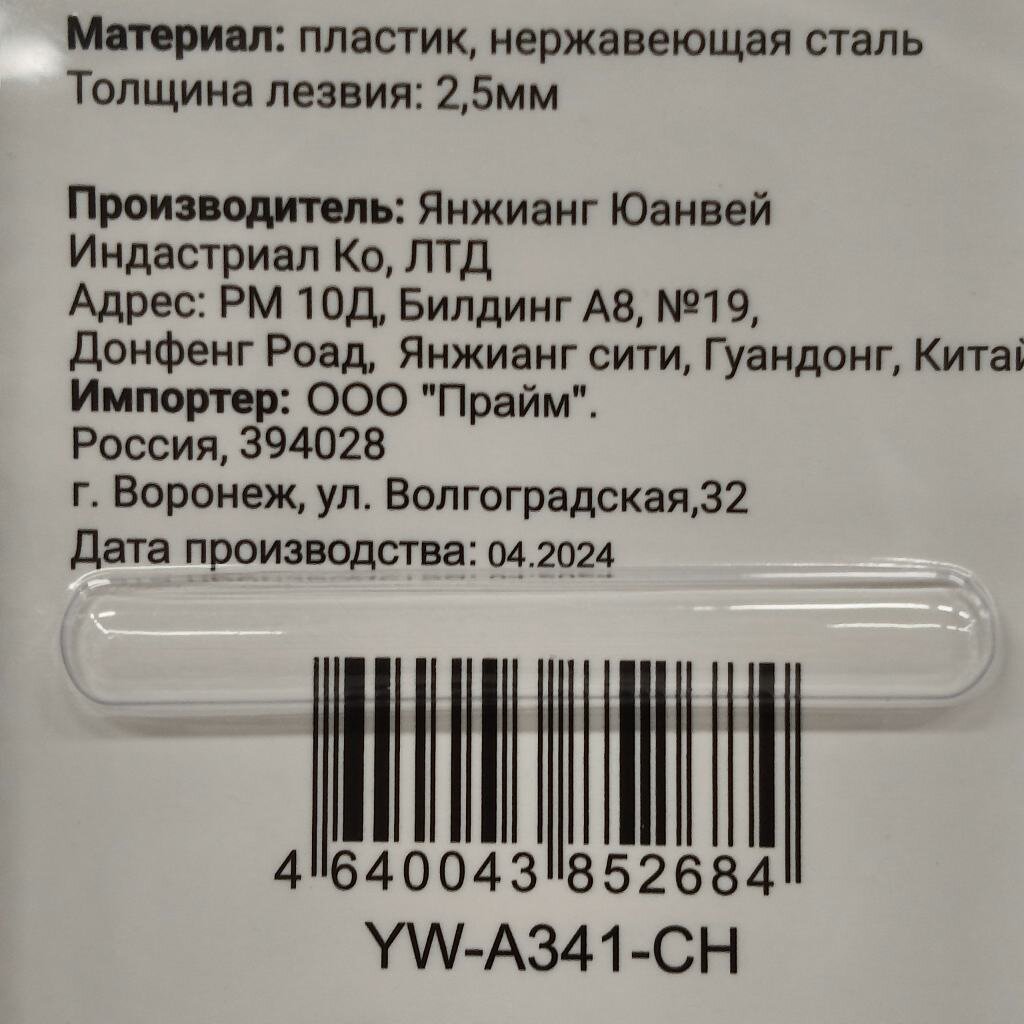 Материал: пластик, нержавеющая сталь
Толщина лезвия: 2,5мм
Производитель: Янжианг Юанвей
Индастриал Ко, ЛТД
Адрес: РМ 10Д, Билдинг А8, №19,
Донфенг Роад, Янжианг сити, Гуандонг, Китай
Импортер: ООО "Прайм".
Россия, 394028
г. Воронеж, ул. Волгоградская,32
Дата производства: 04.2024
4 640043 852684
YW-A341-CH